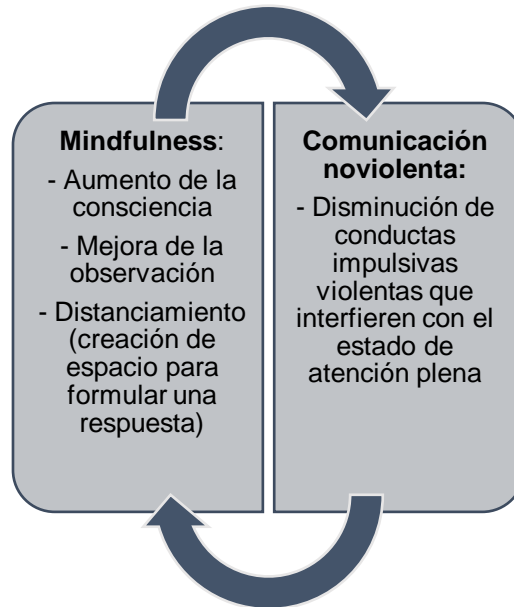 Mindfulness:
- Aumento de la
consciencia
- Mejora de la
observación
- Distanciamiento
(creación de
espacio para
formular una
respuesta)
Comunicación
noviolenta:
- Disminución de
conductas
impulsivas
violentas que
interfieren con el
estado de
atención plena